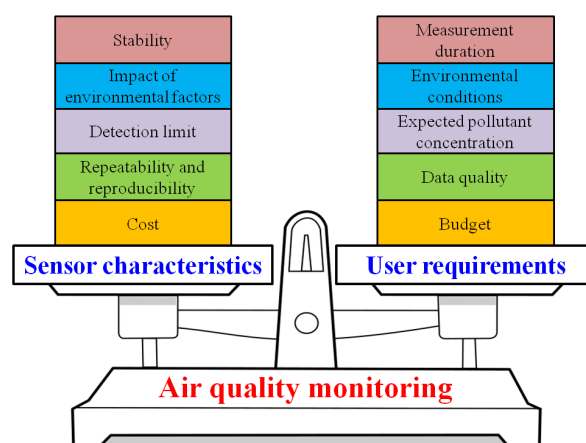 Stability
Impact of
environmental factors
Detection limit
Repeatability and
reproducibility
Cost
Sensor characteristics
Measurement
duration
Environmental
conditions
Expected pollutant
concentration
Data quality
Budget
User requirements
Air quality monitoring